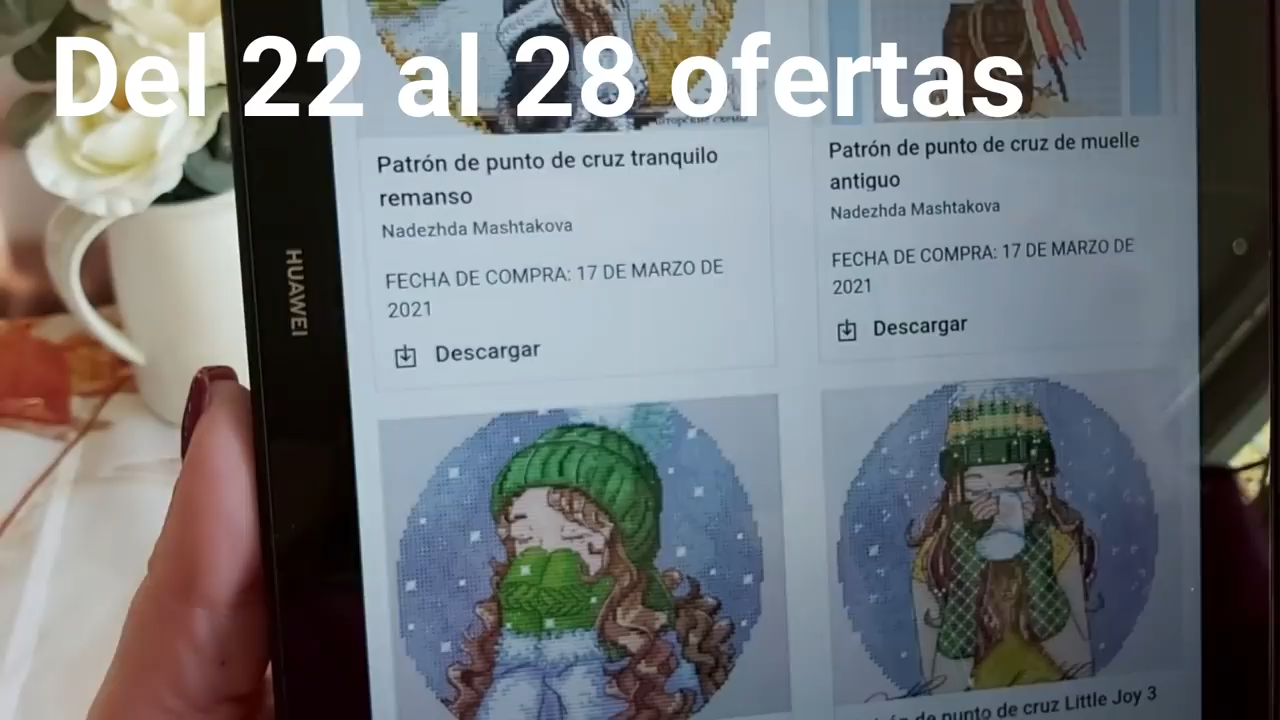 Del 22 al 28 ofertas
Patrón de punto de cruz tranquilo
remanso
Nadezhda Mashtakova
FECHA DE COMPRA: 17 DE MARZO DE
2021
Descargar
Patrón de punto de cruz de muelle
antiguo
Nadezhda Mashtakova
FECHA DE COMPRA: 17 DE MARZO DE
2021
Descargar
HUAWEI
de punto de cruz Little Joy 3